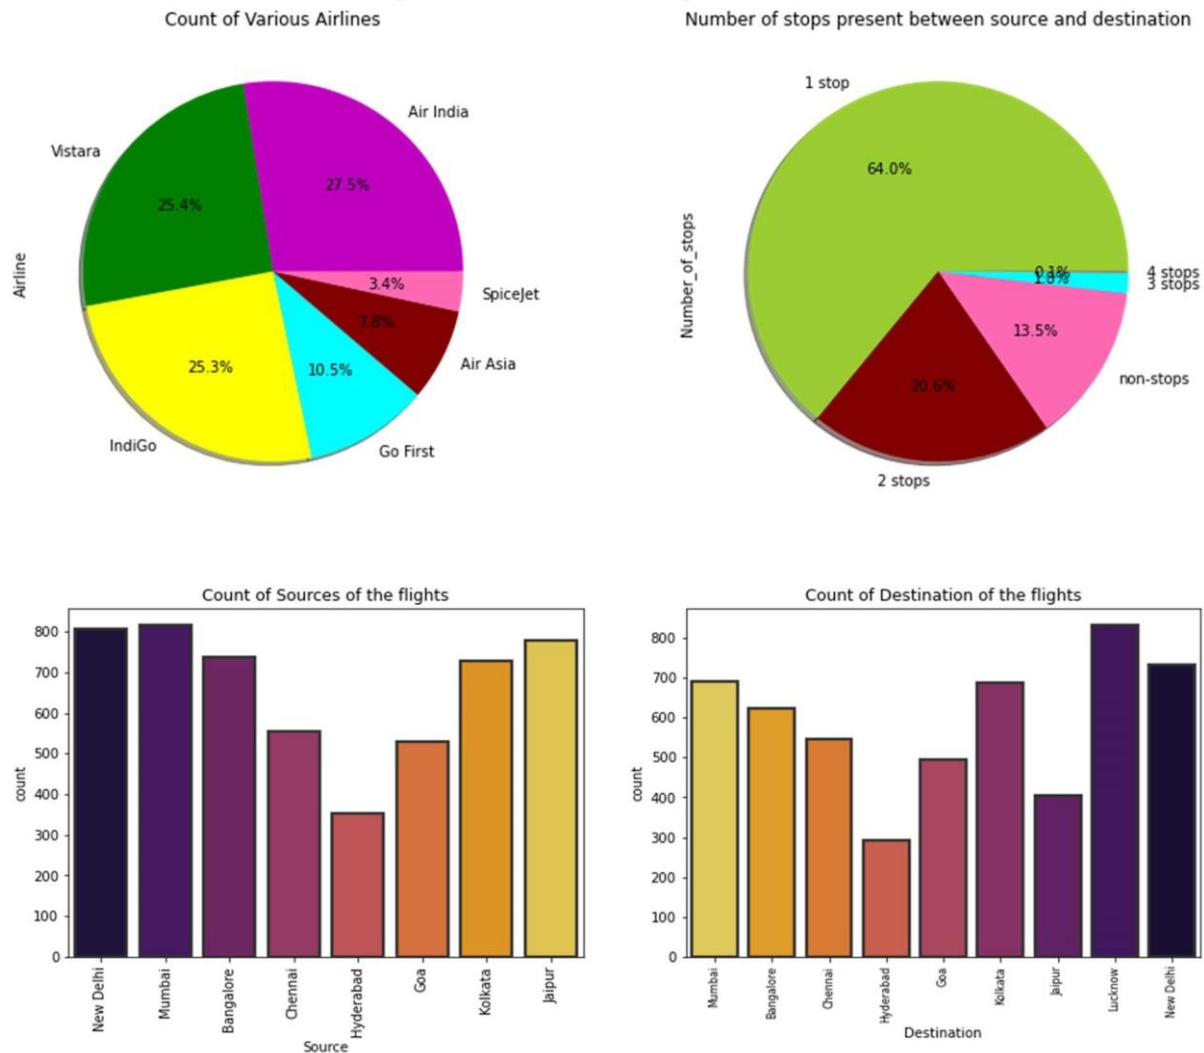 Count of Various Airlines
Air India
Vistara
27.5%
25.4%
Airline
3.4%
SpiceJet
7.8%
Air Asia
25.3%
10.5%
IndiGo
Go First
Number of stops present between source and destination
1 stop
64.0%
Number_of_stops
0.1%
4 stops
3 stops
13.5%
non-stops
20.6%
2 stops
Count of Sources of the flights
800
700
600
500
400
300
200
100
0
count
New Delhi
Mumbai
Bangalore
Chennai
Hyderabad
Goa
Kolkata
Jaipur
Source
Count of Destination of the flights
800
700
600
500
400
300
200
100
0
count
Mumbai
Bangalore
Chennai
Hyderabad
Goa
Kolkata
Jaipur
Lucknow
New Delhi
Destination